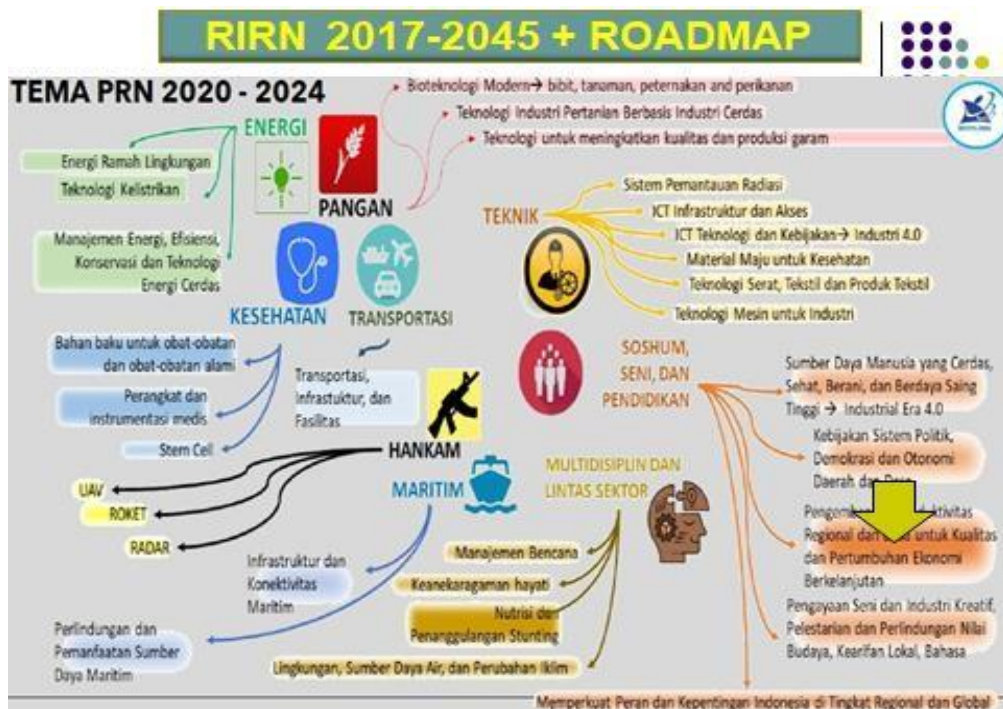 RIRN 2017-2045 + ROADMAP
TEMA PRN 2020 - 2024
ENERGI
Energi Ramah Lingkungan
Teknologi Kelistrikan
Manajemen Energi, Efisiensi,
Konservasi dan Teknologi
Energi Cerdas
PANGAN
Bioteknologi Modern→ bibit, tanaman, peternakan and perikanan
Teknologi Industri Pertanian Berbasis Industri Cerdas
Teknologi untuk meningkatkan kualitas dan produksi garam
KESEHATAN
Bahan baku untuk obat-obatan
dan obat-obatan alami
Perangkat dan
instrumentasi medis
Stem Cell
TRANSPORTASI
Transportasi,
Infrastuktur, dan
Fasilitas
TEKNIK
Sistem Pemantauan Radiasi
ICT Infrastruktur dan Akses
ICT Teknologi dan Kebijakan→ Industri 4.0
Material Maju untuk Kesehatan
Teknologi Serat, Tekstil dan Produk Tekstil
Teknologi Mesin untuk Industri
SOSHUM,
SENI, DAN
PENDIDIKAN
Sumber Daya Manusia yang Cerdas,
Sehat, Berani, dan Berdaya Saing
Tinggi → Industrial Era 4.0
Kebijakan Sistem Politik,
Demokrasi dan Otonomi
Daerah dan
Regional dan untuk Kualitas
dan Pertumbuhan Ekonomi
Berkelanjutan
Pengayaan Seni dan Industri Kreatif,
Pelestarian dan Perlindungan Nilai
Budaya, Kearifan Lokal, Bahasa
Memperkuat Peran dan Kepentingan Indonesia di Tingkat Regional dan Global
HANKAM
UAV
ROKET
RADAR
MARITIM
Infrastruktur dan
Konektivitas
Maritim
Perlindungan dan
Pemanfaatan Sumber
Daya Maritim
MULTIDISIPLIN DAN
LINTAS SEKTOR
Manajemen Bencana
Keanekaragaman hayati
Nutrisi dan
Penanggulangan Stunting
Lingkungan, Sumber Daya Air, dan Perubahan Iklim